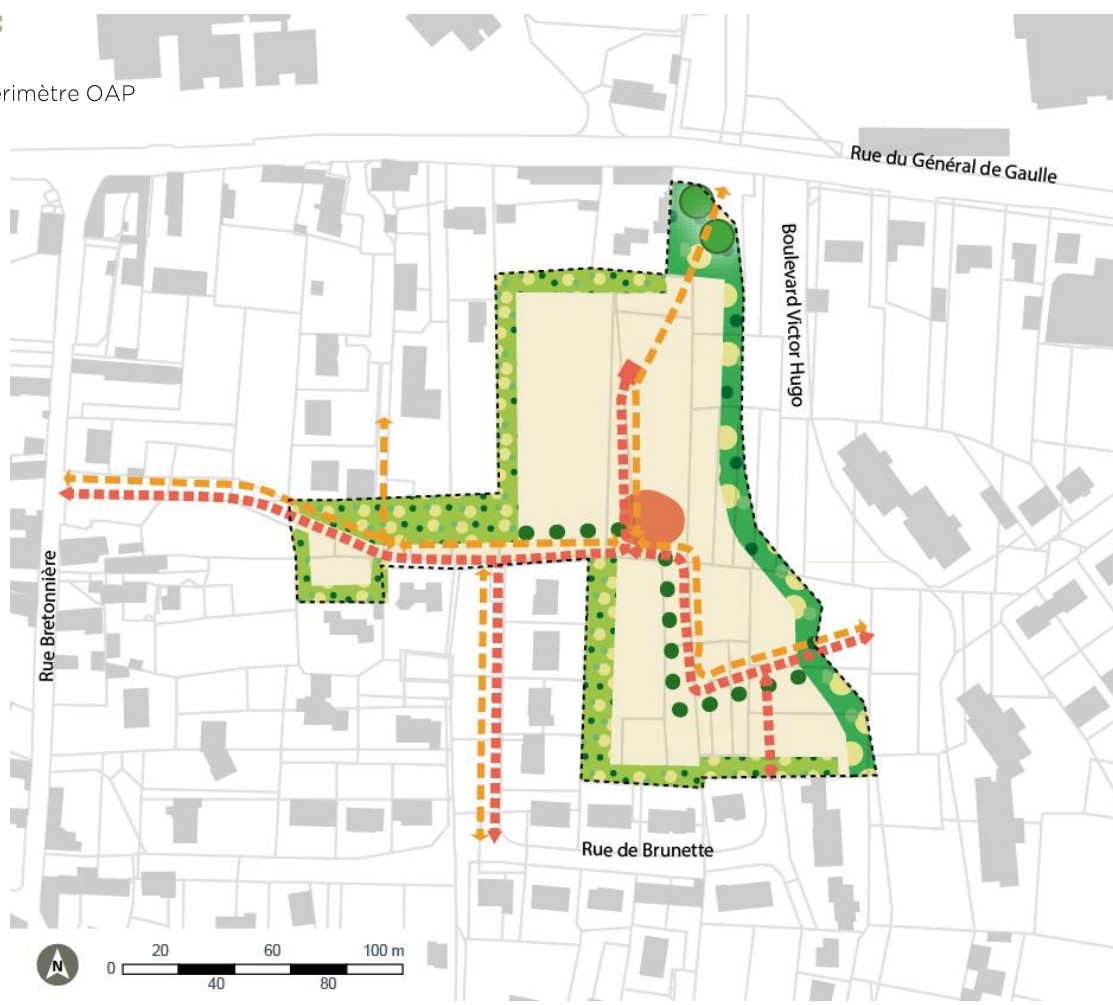 :
érimètre OAP
Rue du Général de Gaulle
Boulevard Victor Hugo
Rue Bretonnière
Rue de Brunette
N
0 20 60 100 m
40 80